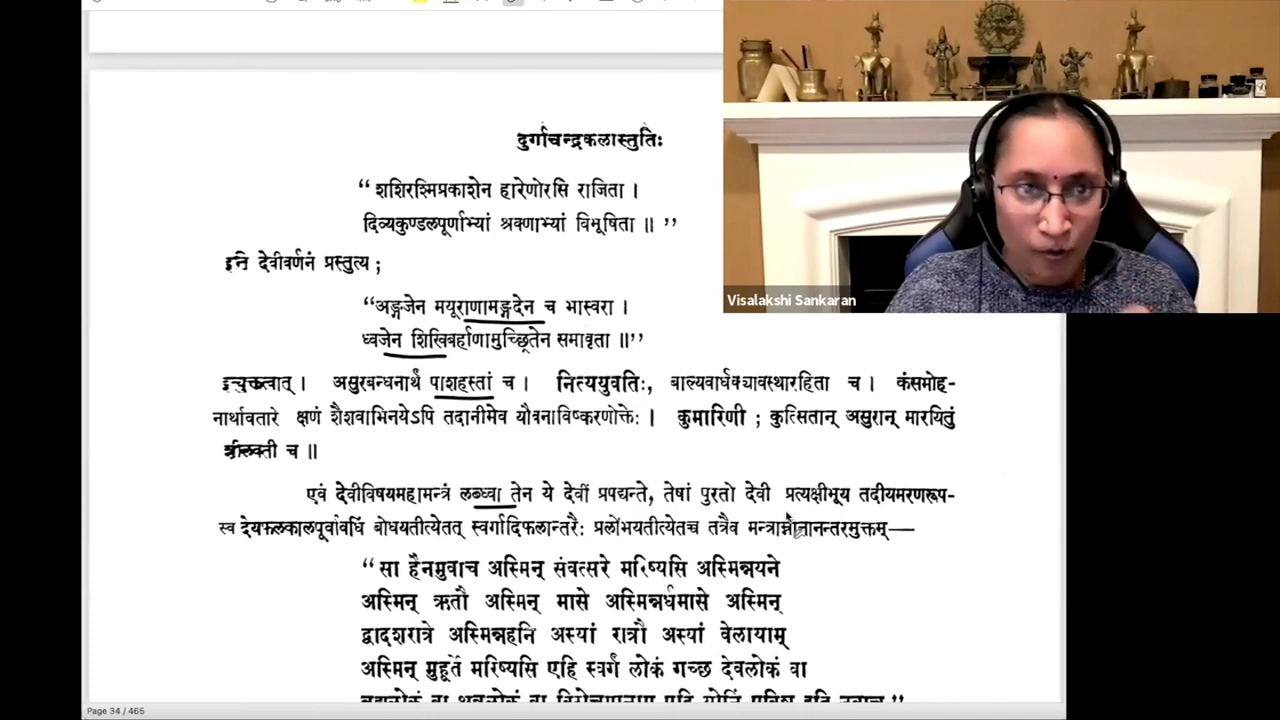 दुर्गाचन्द्रकलास्तुतिः
“शशिरश्मिप्रकाशेन हारेणोरसि राजिता ।
दिव्यकुण्डलपूर्णाभ्यां श्रवणाभ्यां विभूषिता ॥ ”
इति देवीवर्णनं प्रस्तुत्य ;
“अङ्गजेन मयूराणामङ्गदेन च भास्वरा ।
ध्वजेन शिखिबर्हाणामुच्छ्रितेन समावृता ॥”
इत्युक्तत्वात् । असुरबन्धनार्थं पाशहस्तां च । नित्ययुवतिः, बाल्यवार्धक्यावस्थारहिता च । कंसमोह-
नार्थावतारे क्षणं शैशवाभिनयेऽपि तदानीमेव यौवनाविष्करणोक्तेः । कुमारिणी ; कुत्सितान् असुरान् मारयितुं
च ॥
एवं देवीविषयमहामन्त्रं लब्ध्वा तेन ये देवीं प्रपद्यन्ते, तेषां पुरतो देवी प्रत्यक्षीभूय तदीयमरणरूप-
स्व देयफलकालपूर्वावधिं बोधयतीत्येतत् स्वर्गादिफलान्तरैः प्रलोभयतीत्येतच्च तत्रैव मन्त्राम्नानानन्तरमुक्तम्—
“सा हैनमुवाच अस्मिन् संवत्सरे मरिष्यसि अस्मिन्नयने
अस्मिन् ऋतौ अस्मिन् मासे अस्मिन्नर्धमासे अस्मिन्
द्वादशरात्रे अस्मिन्नहनि अस्यां रात्रौ अस्यां वेलायाम्
अस्मिन् मुहूर्ते मरिष्यसि एहि स्वर्गं लोकं गच्छ देवलोकं वा
Visalakshi Sankaran
Page 34 / 465